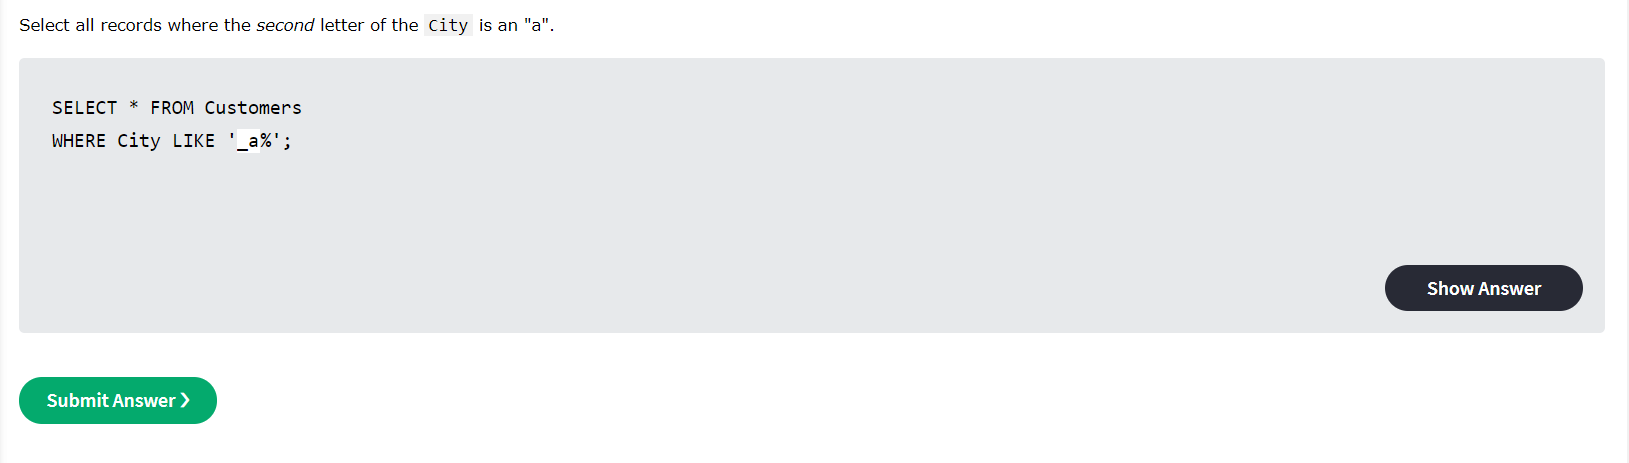 Select all records where the second letter of the City is an "a".
SELECT * FROM Customers
WHERE City LIKE '_a%';
Show Answer
Submit Answer ❯